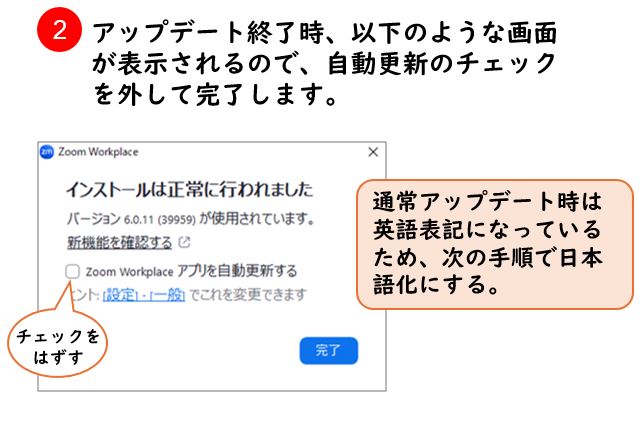 2 アップデート終了時、以下のような画面
が表示されるので、自動更新のチェック
を外して完了します。
zm Zoom Workplace
インストールは正常に行われました
バージョン 6.0.11 (39959) が使用されています。
新機能を確認する
Zoom Workplace アプリを自動更新する
ヒント: [設定] - [一般] でこれを変更できます
完了
チェックを
はずす
通常アップデート時は
英語表記になっている
ため、次の手順で日本
語化にする。